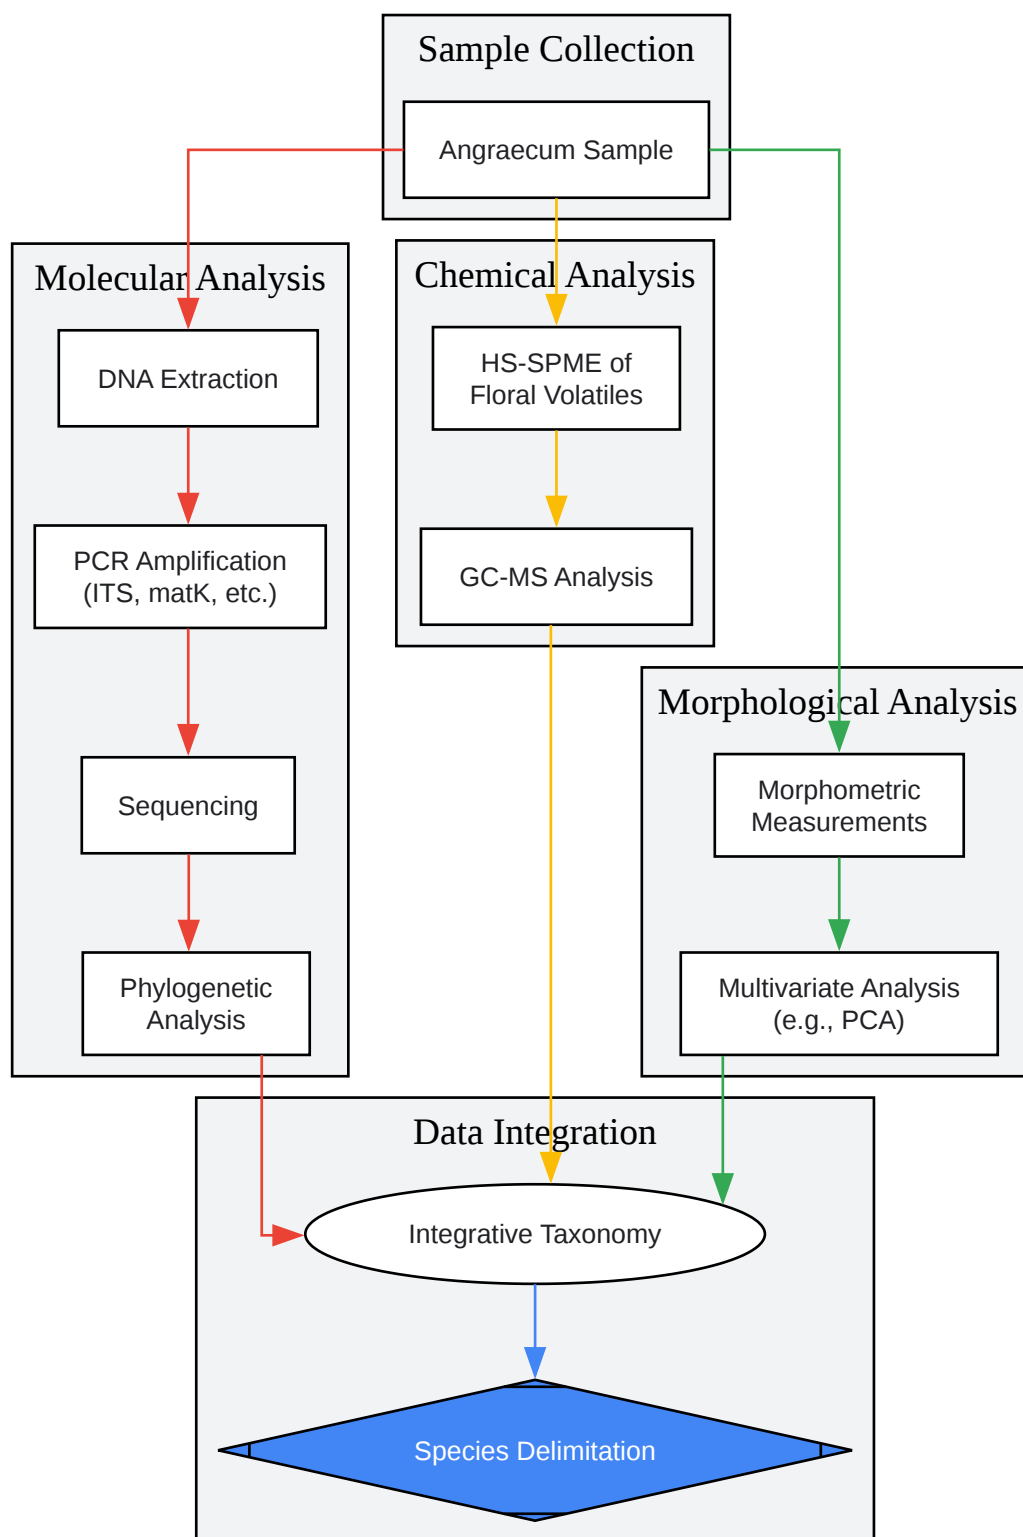 Sample Collection
Angraecum Sample
Molecular Analysis
DNA Extraction
PCR Amplification
(ITS, matK, etc.)
Sequencing
Phylogenetic
Analysis
Chemical Analysis
HS-SPME of
Floral Volatiles
GC-MS Analysis
Morphological Analysis
Morphometric
Measurements
Multivariate Analysis
(e.g., PCA)
Data Integration
Integrative Taxonomy
Species Delimitation